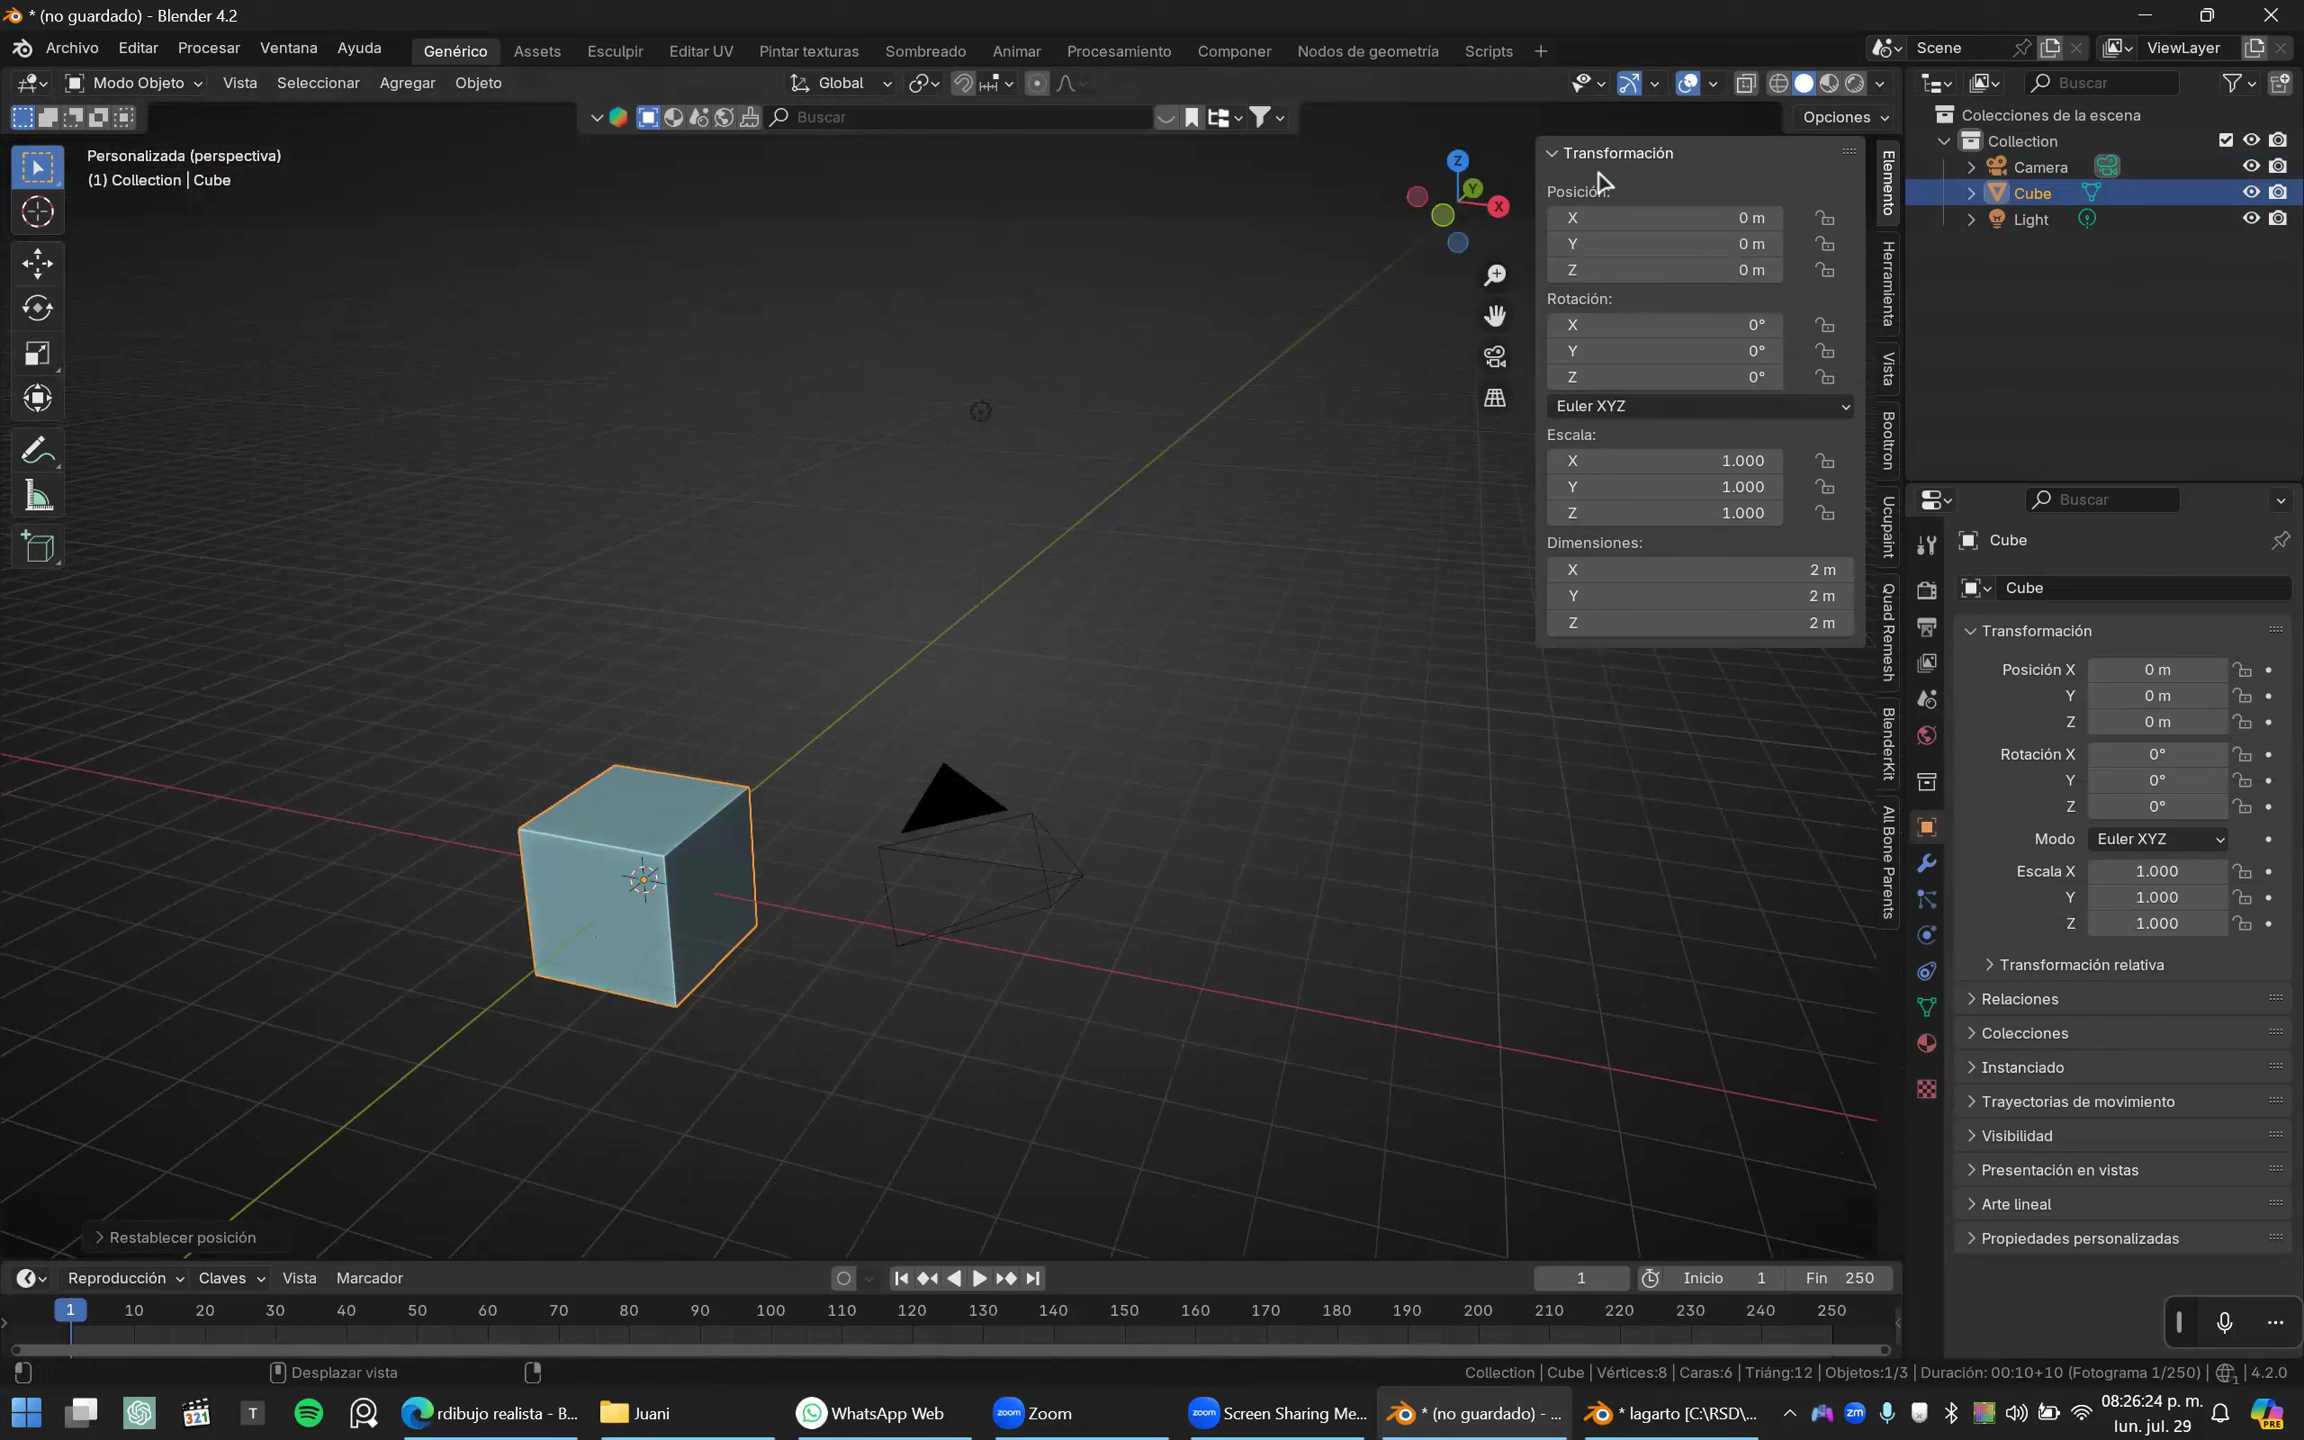 * (no guardado) - Blender 4.2
Archivo Editar Procesar Ventana Ayuda Genérico Assets Esculpir Editar UV Pintar texturas Sombreado Animar Procesamiento Componer Nodos de geometría Scripts + Scene ViewLayer
Modo Objeto Vista Seleccionar Agregar Objeto Global Buscar
Buscar Opciones
Personalizada (perspectiva)
(1) Collection | Cube
Z
Y
X
Transformación
Posición:
X 0 m
Y 0 m
Z 0 m
Rotación:
X 0°
Y 0°
Z 0°
Euler XYZ
Escala:
X 1.000
Y 1.000
Z 1.000
Dimensiones:
X 2 m
Y 2 m
Z 2 m
Elemento
Herramienta
Vista
Booltron
Ucupaint
Quad Remesh
BlenderKit
All Bone Parents
Colecciones de la escena
Collection
Camera
Cube
Light
Buscar
Cube
Cube
Transformación
Posición X 0 m
Y 0 m
Z 0 m
Rotación X 0°
Y 0°
Z 0°
Modo Euler XYZ
Escala X 1.000
Y 1.000
Z 1.000
Transformación relativa
Relaciones
Colecciones
Instanciado
Trayectorias de movimiento
Visibilidad
Presentación en vistas
Arte lineal
Propiedades personalizadas
Restablecer posición
Reproducción Claves Vista Marcador 1 Inicio 1 Fin 250
1 10 20 30 40 50 60 70 80 90 100 110 120 130 140 150 160 170 180 190 200 210 220 230 240 250
Desplazar vista Collection | Cube | Vértices:8 | Caras:6 | Triáng:12 | Objetos:1/3 | Duración: 00:10+10 (Fotograma 1/250) | 4.2.0
321 T rdibujo realista - B... Juani WhatsApp Web zoom Zoom zoom Screen Sharing Me... * (no guardado) - ... * lagarto [C:\RSD\... zm 08:26:24 p. m. PRE
lun. jul. 29